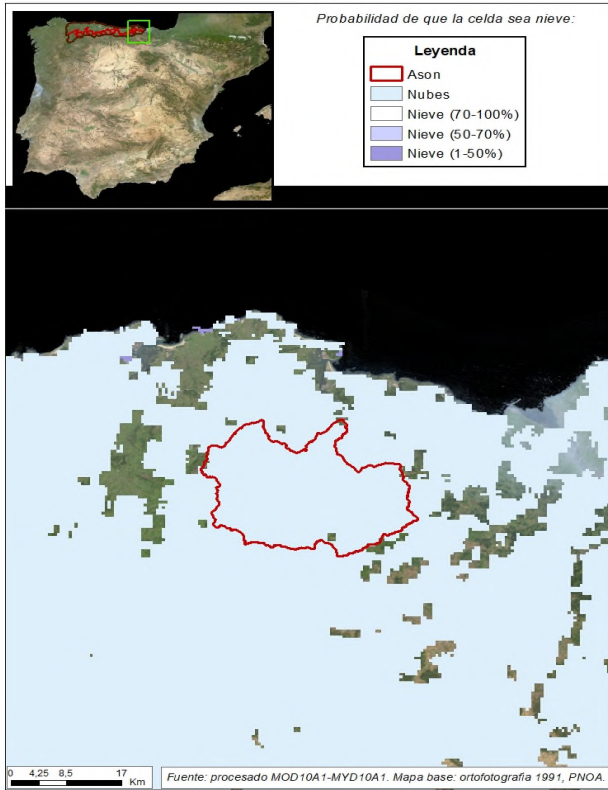 Probabilidad de que la celda sea nieve:
Leyenda
Ason
Nubes
Nieve (70-100%)
Nieve (50-70%)
Nieve (1-50%)
0 4,25 8,5 17
Km
Fuente: procesado MOD10A1-MYD10A1. Mapa base: ortofotografia 1991, PNOA.